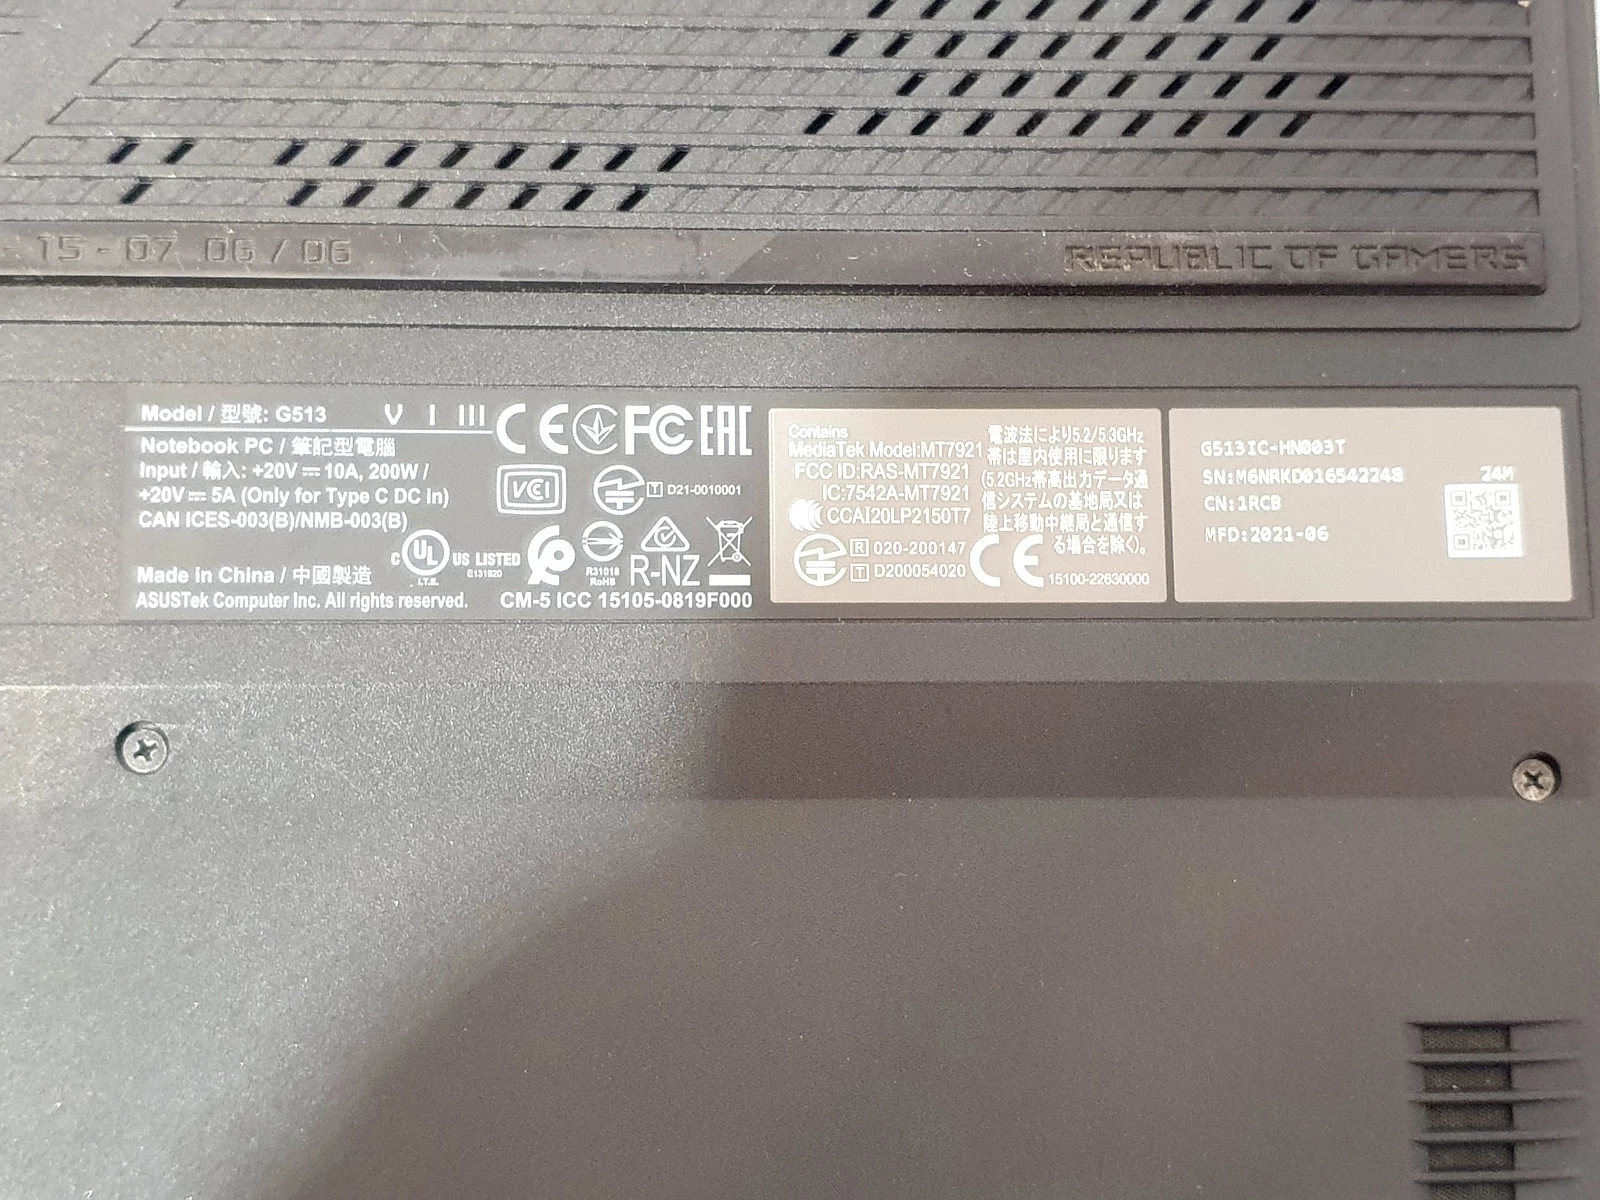 - 15 - 07 06 / 06
REPUBLIC OF GAMERS
Model / 型號: G513
V I III
CE
FC
EAC
Notebook PC / 筆記型電腦
Input / 輸入: +20V ⎓ 10A, 200W /
+20V ⎓ 5A (Only for Type C DC in)
CAN ICES-003(B)/NMB-003(B)
VCCI
T D21-0010001
C UL US LISTED
I.T.E.
E131920
R31018
RoHS
R-NZ
Made in China / 中國製造
ASUSTek Computer Inc. All rights reserved.
CM-5 ICC 15105-0819F000
Contains
MediaTek Model:MT7921
FCC ID:RAS-MT7921
IC:7542A-MT7921
CCAI20LP2150T7
R 020-200147
T D200054020
電波法により5.2/5.3GHz
帯は屋内使用に限ります
(5.2GHz帯高出力データ通
信システムの基地局又は
陸上移動中継局と通信す
る場合を除く)。
CE
15100-22630000
G513IC-HN003T
SN:M6NRKD016542248
24M
CN:1RCB
MFD:2021-06